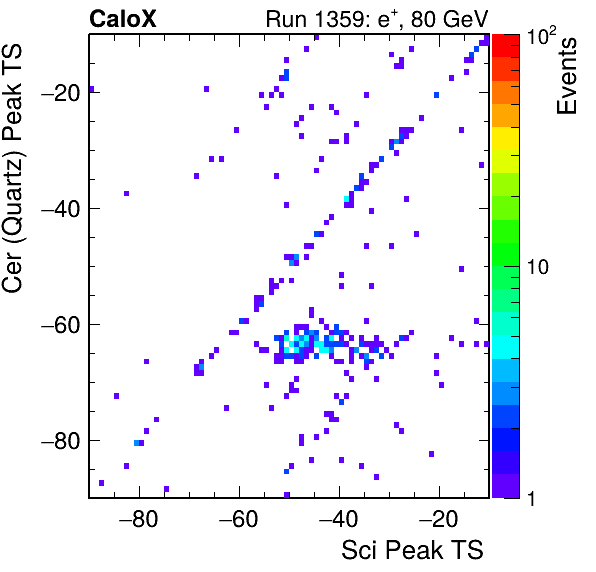 CaloX Run 1359: e⁺, 80 GeV
Cer (Quartz) Peak TS
−20
−40
−60
−80
−80 −60 −40 −20
Sci Peak TS
10²
10
1
Events